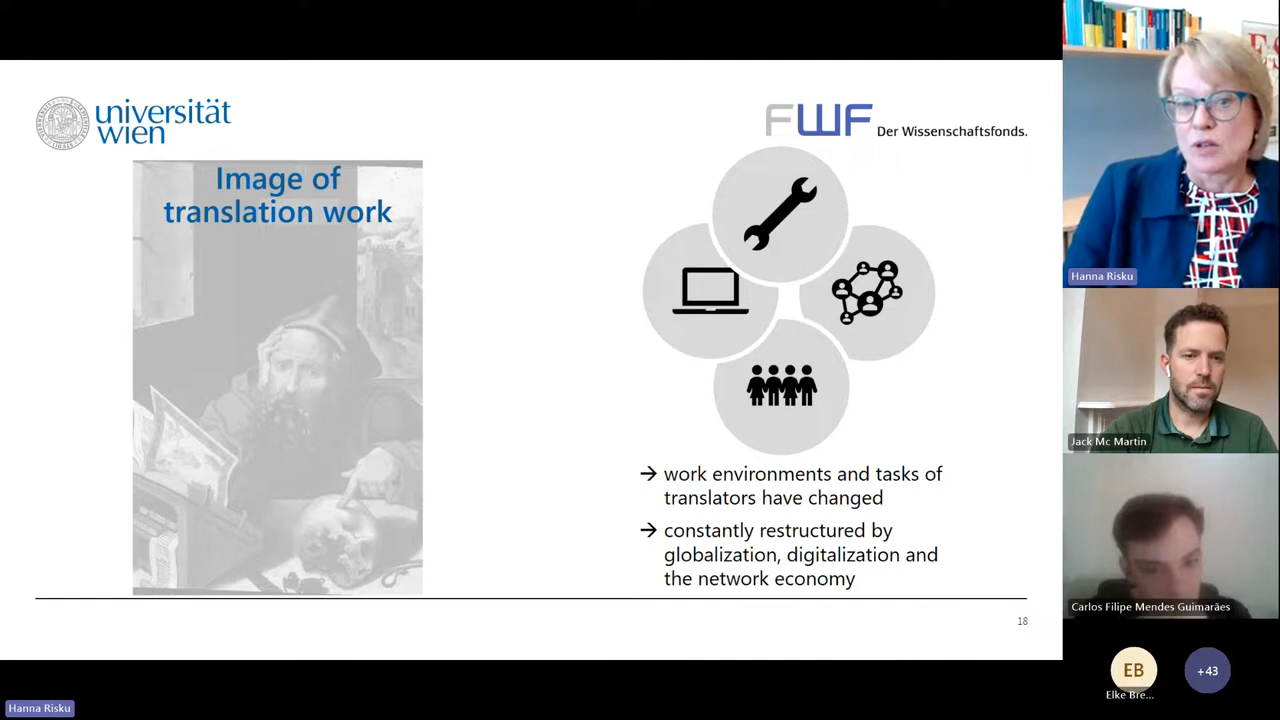 universität
wien
FWF Der Wissenschaftsfonds.
Image of
translation work
→ work environments and tasks of
translators have changed
→ constantly restructured by
globalization, digitalization and
the network economy
18
Hanna Risku
Jack Mc Martin
Carlos Filipe Mendes Guimarães
EB
Elke Bre...
+43
Hanna Risku